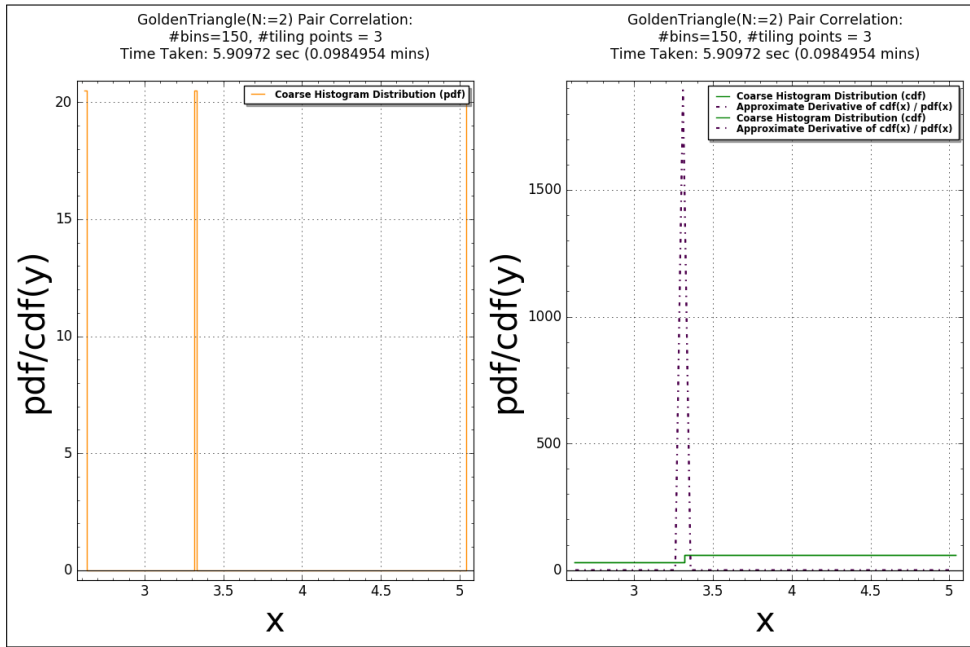 GoldenTriangle(N:=2) Pair Correlation:
#bins=150, #tiling points = 3
Time Taken: 5.90972 sec (0.0984954 mins)
Coarse Histogram Distribution (pdf)
20
15
10
5
0
pdf/cdf(y)
3
3.5
4
4.5
5
x
GoldenTriangle(N:=2) Pair Correlation:
#bins=150, #tiling points = 3
Time Taken: 5.90972 sec (0.0984954 mins)
Coarse Histogram Distribution (cdf)
Approximate Derivative of cdf(x) / pdf(x)
Coarse Histogram Distribution (cdf)
Approximate Derivative of cdf(x) / pdf(x)
1500
1000
500
0
pdf/cdf(y)
3
3.5
4
4.5
5
x